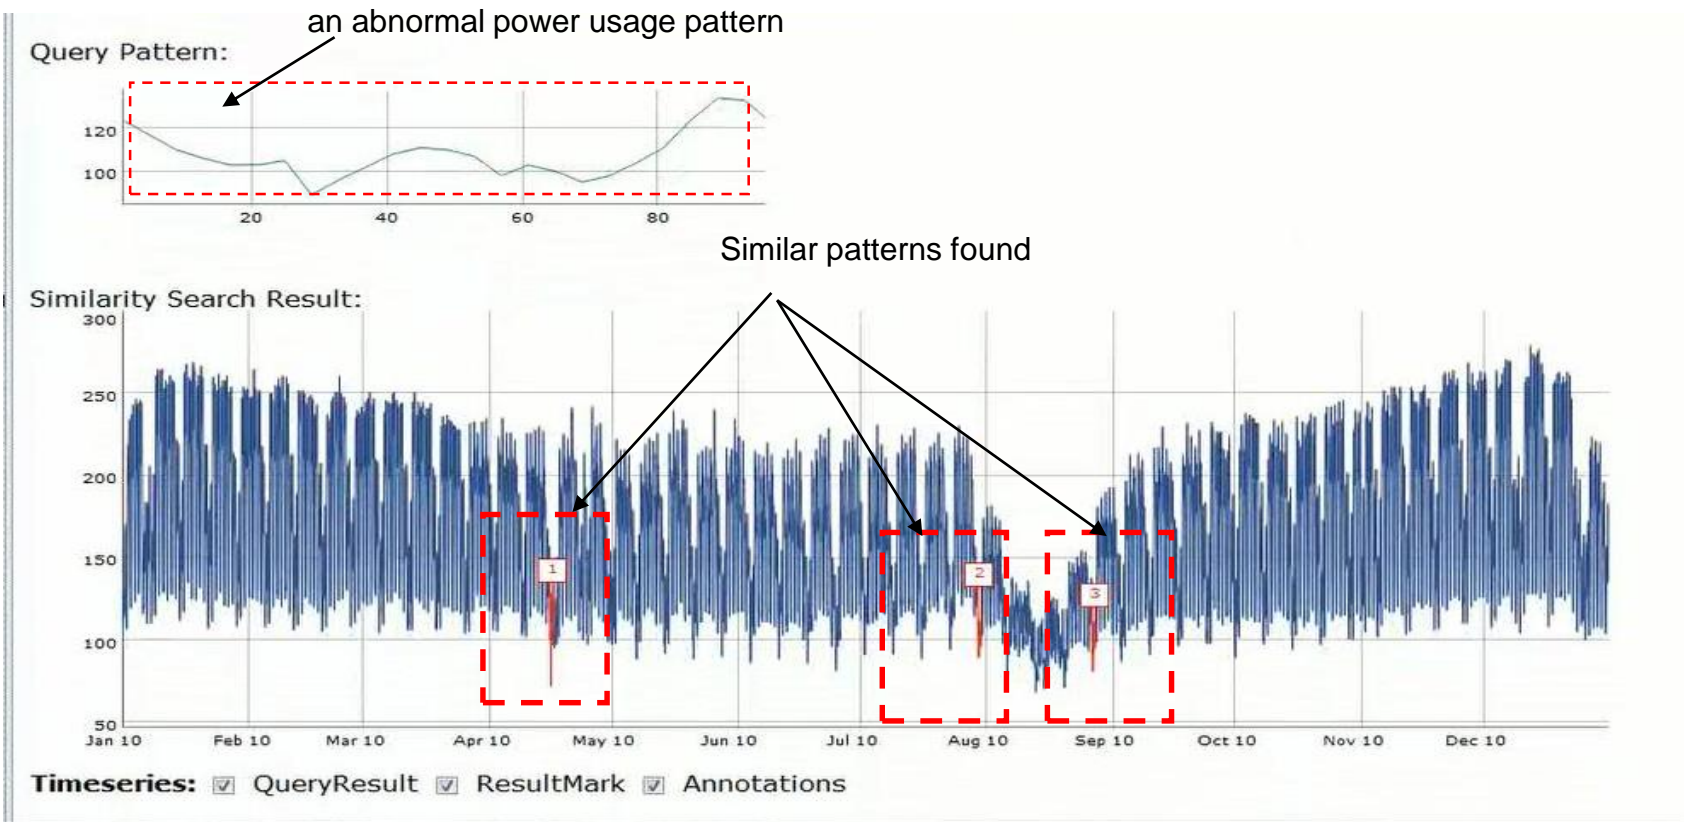 an abnormal power usage pattern
Query Pattern:
120
100
20 40 60 80
Similar patterns found
Similarity Search Result:
300
250
200
150
100
50
1
2
3
Jan 10 Feb 10 Mar 10 Apr 10 May 10 Jun 10 Jul 10 Aug 10 Sep 10 Oct 10 Nov 10 Dec 10
Timeseries: QueryResult ResultMark Annotations